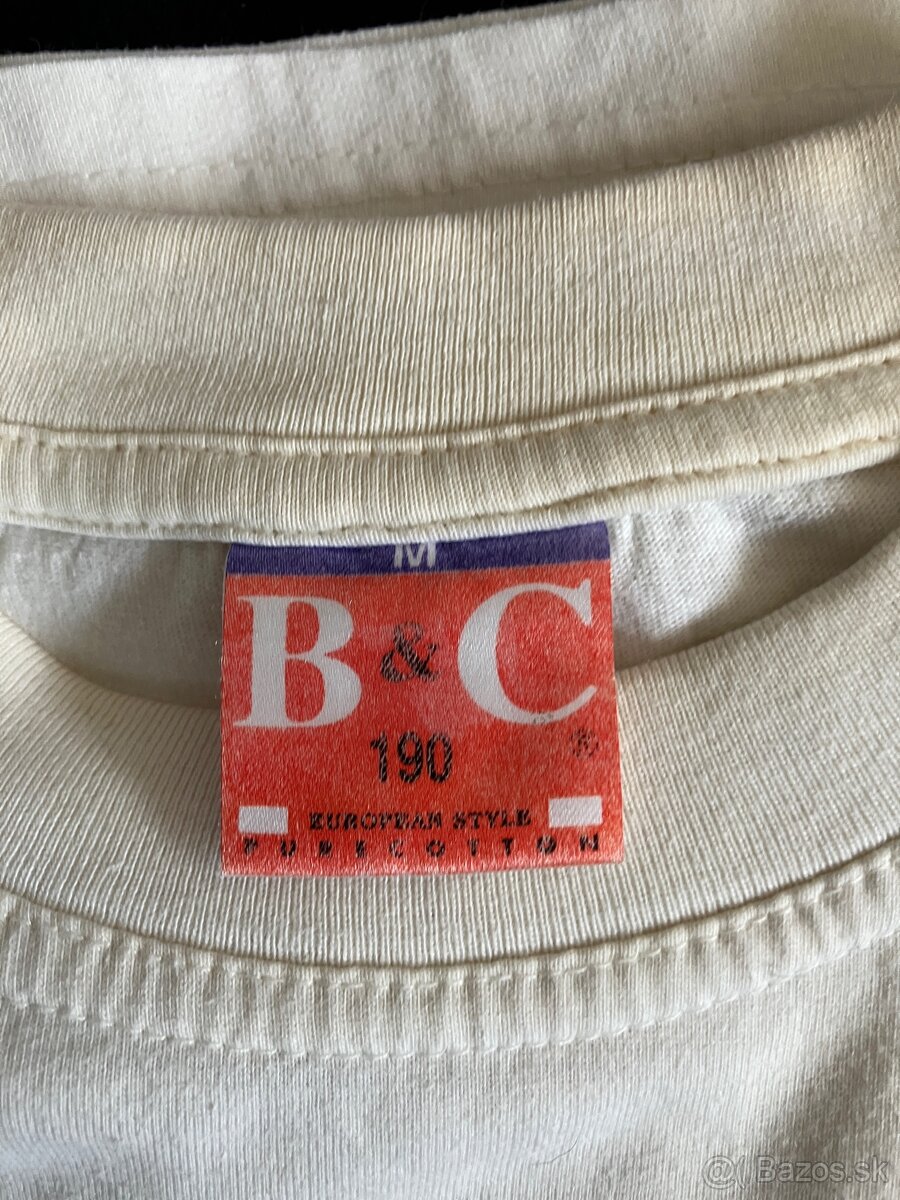 M
B & C
190 ®
EUROPEAN STYLE
PURE COTTON
@( Bazos.sk